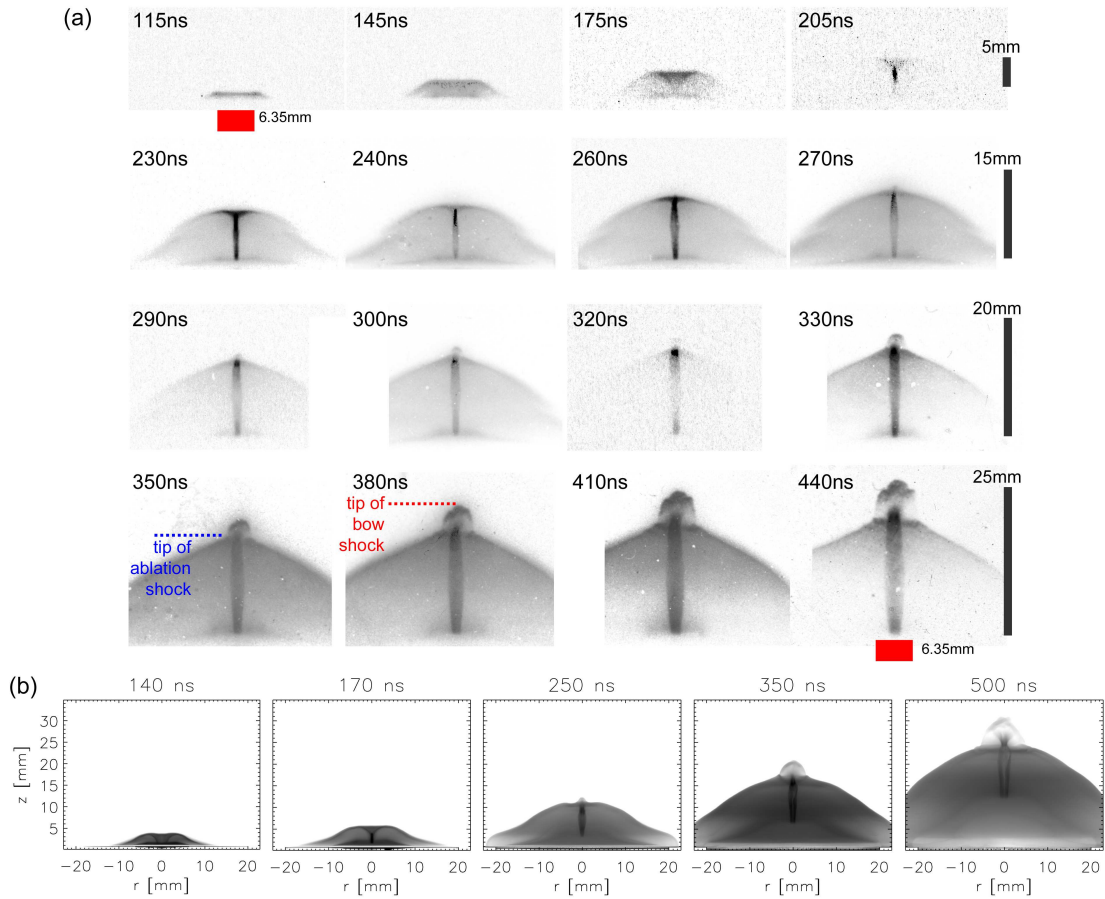 (a)
115ns 145ns 175ns 205ns
5mm
6.35mm
230ns 240ns 260ns 270ns 15mm
290ns 300ns 320ns 330ns 20mm
350ns 380ns 410ns 440ns 25mm
tip of
ablation
shock
tip of
bow
shock
6.35mm
(b)
140 ns 170 ns 250 ns 350 ns 500 ns
z [mm]
30
25
20
15
10
5
−20 −10 0 10 20 −20 −10 0 10 20 −20 −10 0 10 20 −20 −10 0 10 20 −20 −10 0 10 20
r [mm] r [mm] r [mm] r [mm] r [mm]